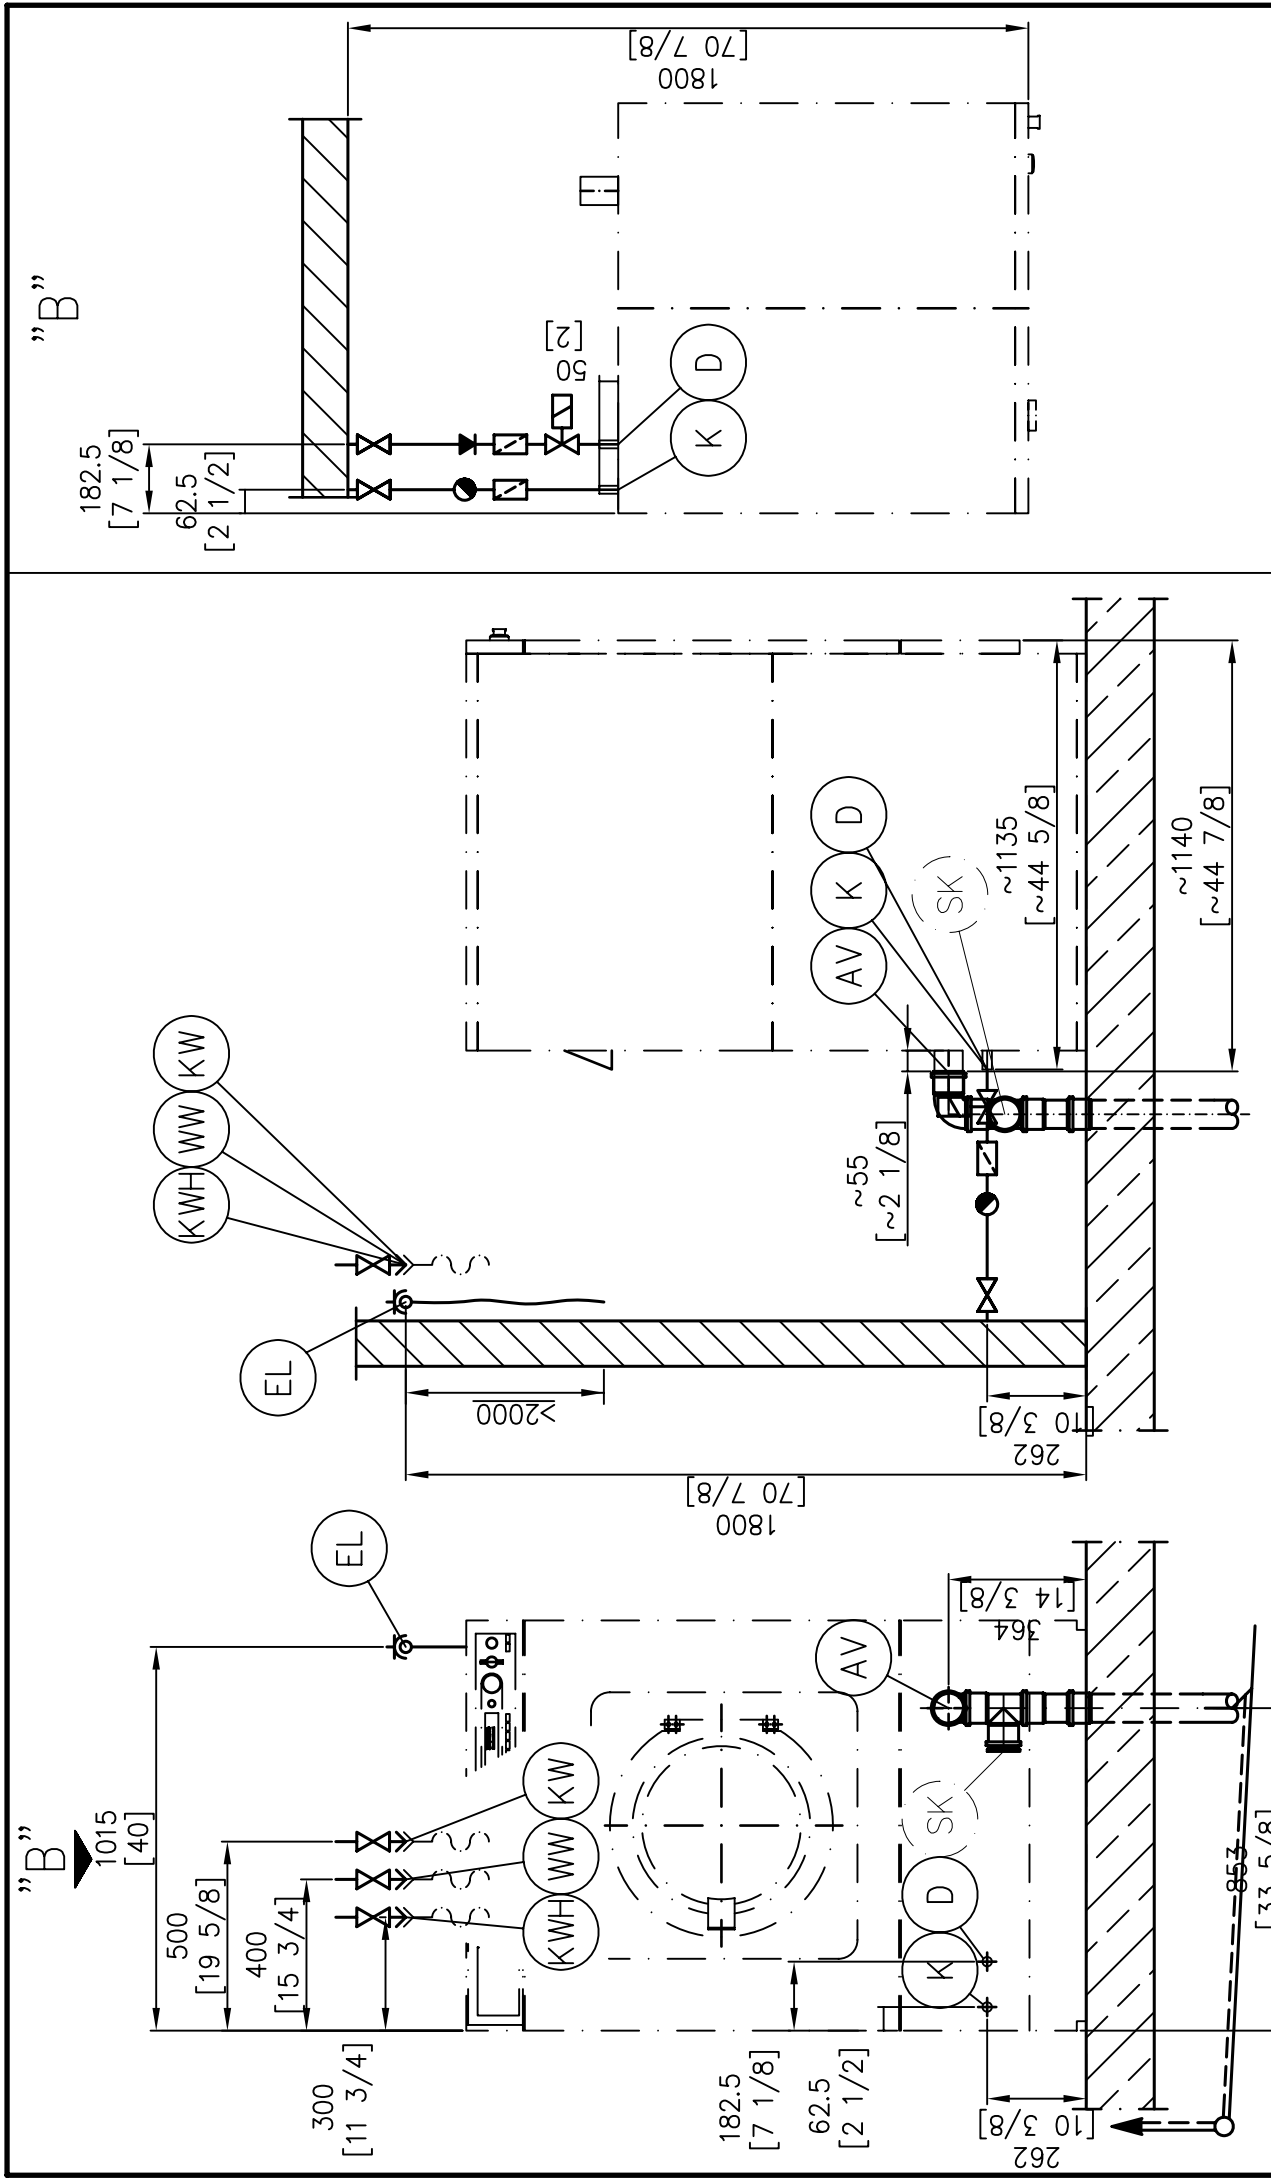 "B"
1015
[40]
500
[19 5/8]
400
[15 3/4]
300
[11 3/4]
EL
KWH
WW
KW
182.5
[7 1/8]
62.5
[2 1/2]
K
D
SK
AV
364
[14 3/8]
262
[10 3/8]
853
[33 5/8]
KWH
WW
KW
EL
>2000
1800
[70 7/8]
262
[10 3/8]
~55
[~2 1/8]
AV
K
D
SK
~1135
[~44 5/8]
~1140
[~44 7/8]
"B"
182.5
[7 1/8]
62.5
[2 1/2]
50
[2]
K
D
1800
[70 7/8]